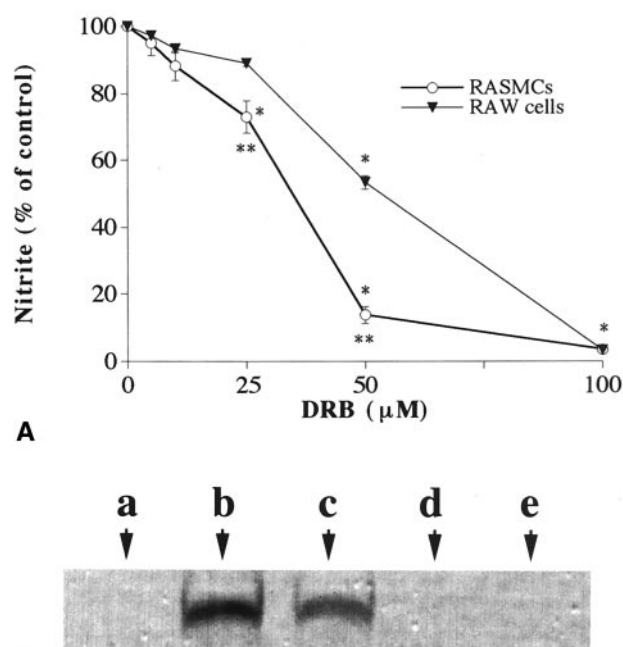 Nitrite (% of control)
100
80
60
40
20
0
RASMCs
RAW cells
*
**
*
*
**
*
0
25
50
100
DRB (µM)
A
a b c d e